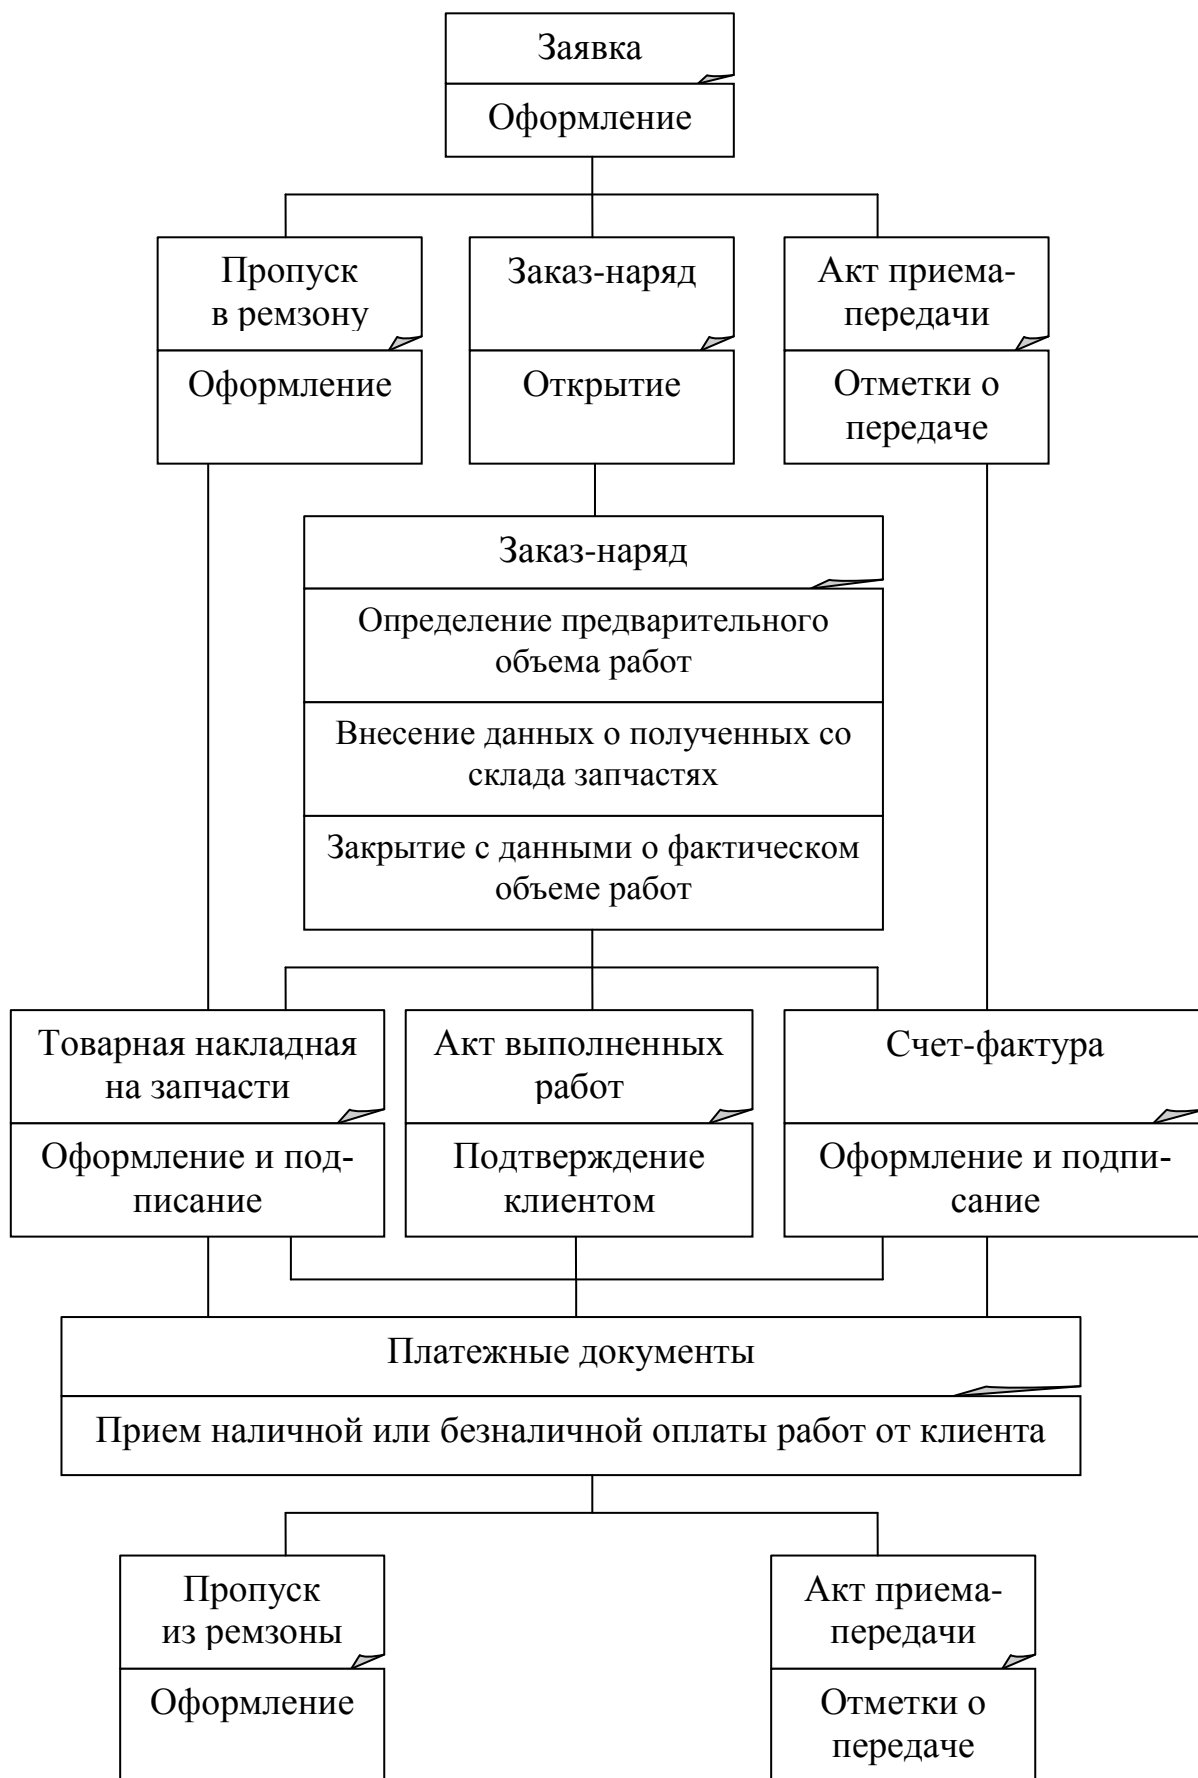 Заявка
Оформление
Пропуск
в ремзону
Оформление
Заказ-наряд
Открытие
Акт приема-
передачи
Отметки о
передаче
Заказ-наряд
Определение предварительного
объема работ
Внесение данных о полученных со
склада запчастях
Закрытие с данными о фактическом
объеме работ
Товарная накладная
на запчасти
Оформление и под-
писание
Акт выполненных
работ
Подтверждение
клиентом
Счет-фактура
Оформление и подпи-
сание
Платежные документы
Прием наличной или безналичной оплаты работ от клиента
Пропуск
из ремзоны
Оформление
Акт приема-
передачи
Отметки о
передаче